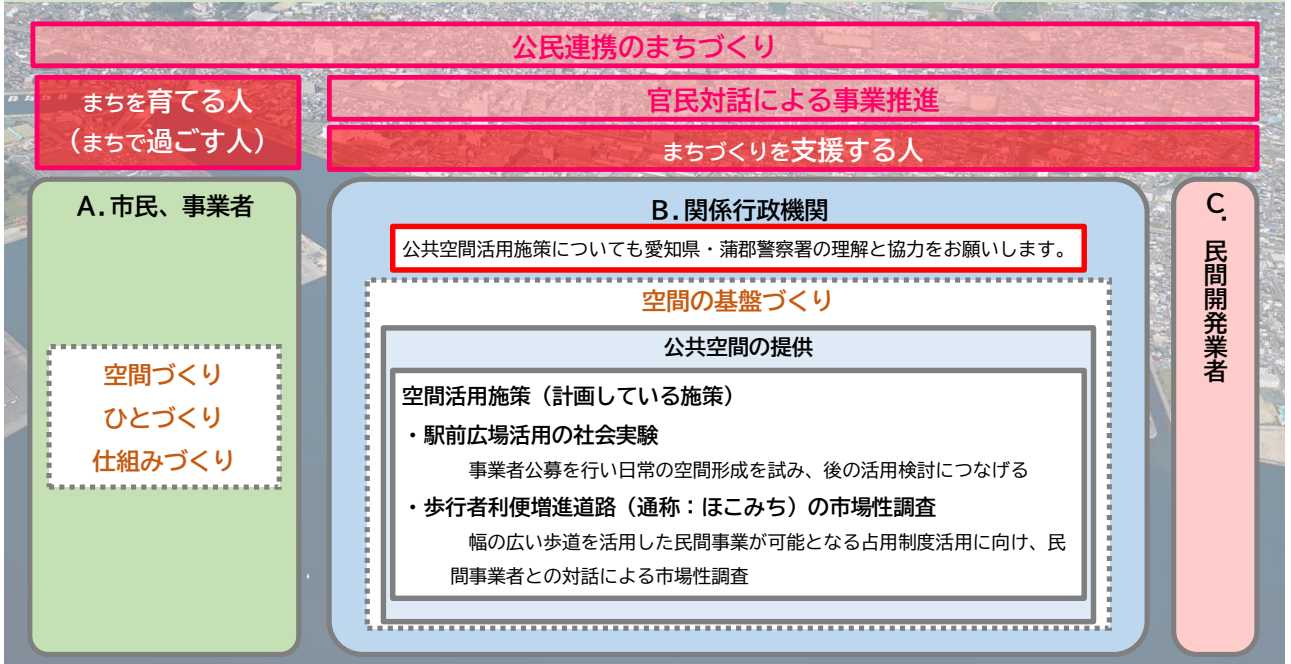 公民連携のまちづくり
まちを育てる人
(まちで過ごす人)
官民対話による事業推進
まちづくりを支援する人
A.市民、事業者
空間づくり
ひとづくり
仕組みづくり
B.関係行政機関
公共空間活用施策についても愛知県・蒲郡警察署の理解と協力をお願いします。
空間の基盤づくり
公共空間の提供
空間活用施策（計画している施策）
・駅前広場活用の社会実験
事業者公募を行い日常の空間形成を試み、後の活用検討につなげる
・歩行者利便増進道路（通称：ほこみち）の市場性調査
幅の広い歩道を活用した民間事業が可能となる占用制度活用に向け、民
間事業者との対話による市場性調査
C.民間開発業者